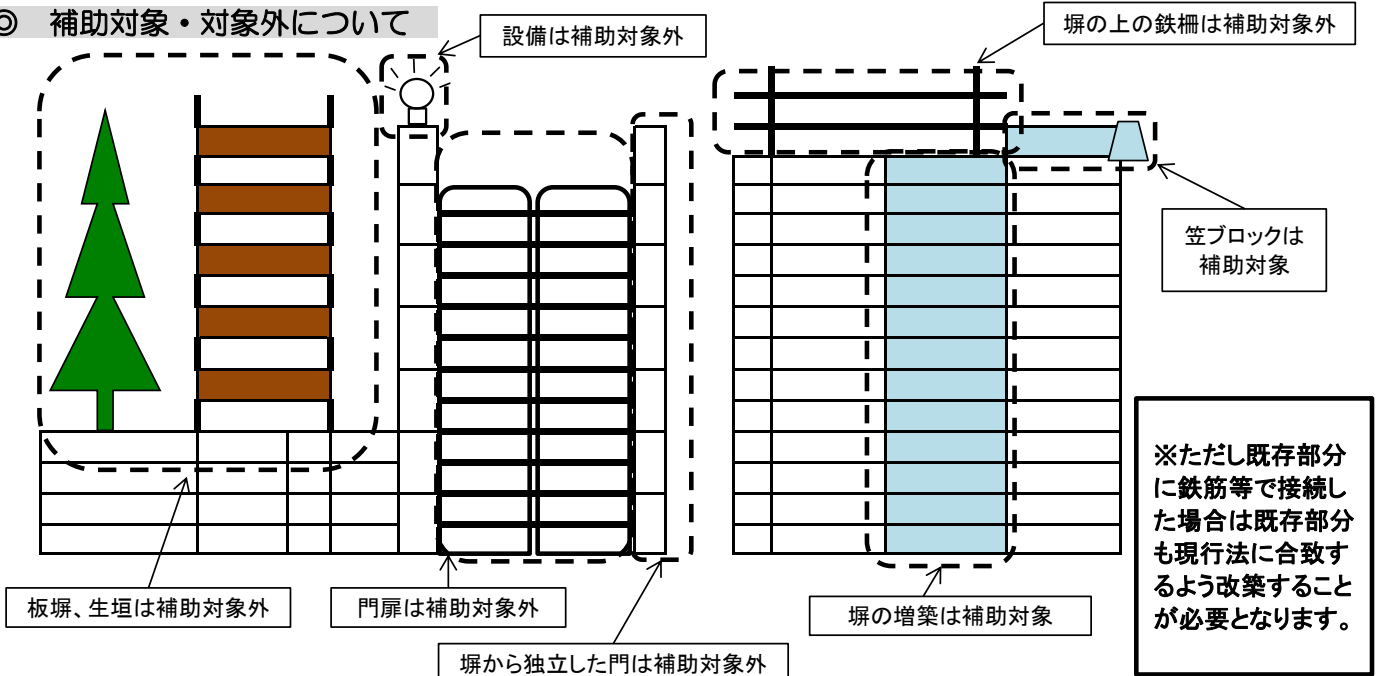 ◎ 補助対象・対象外について
設備は補助対象外
塀の上の鉄柵は補助対象外
笠ブロックは
補助対象
※ただし既存部分
に鉄筋等で接続し
た場合は既存部分
も現行法に合致す
るよう改築すること
が必要となります。
板塀、生垣は補助対象外
門扉は補助対象外
塀の増築は補助対象
塀から独立した門は補助対象外